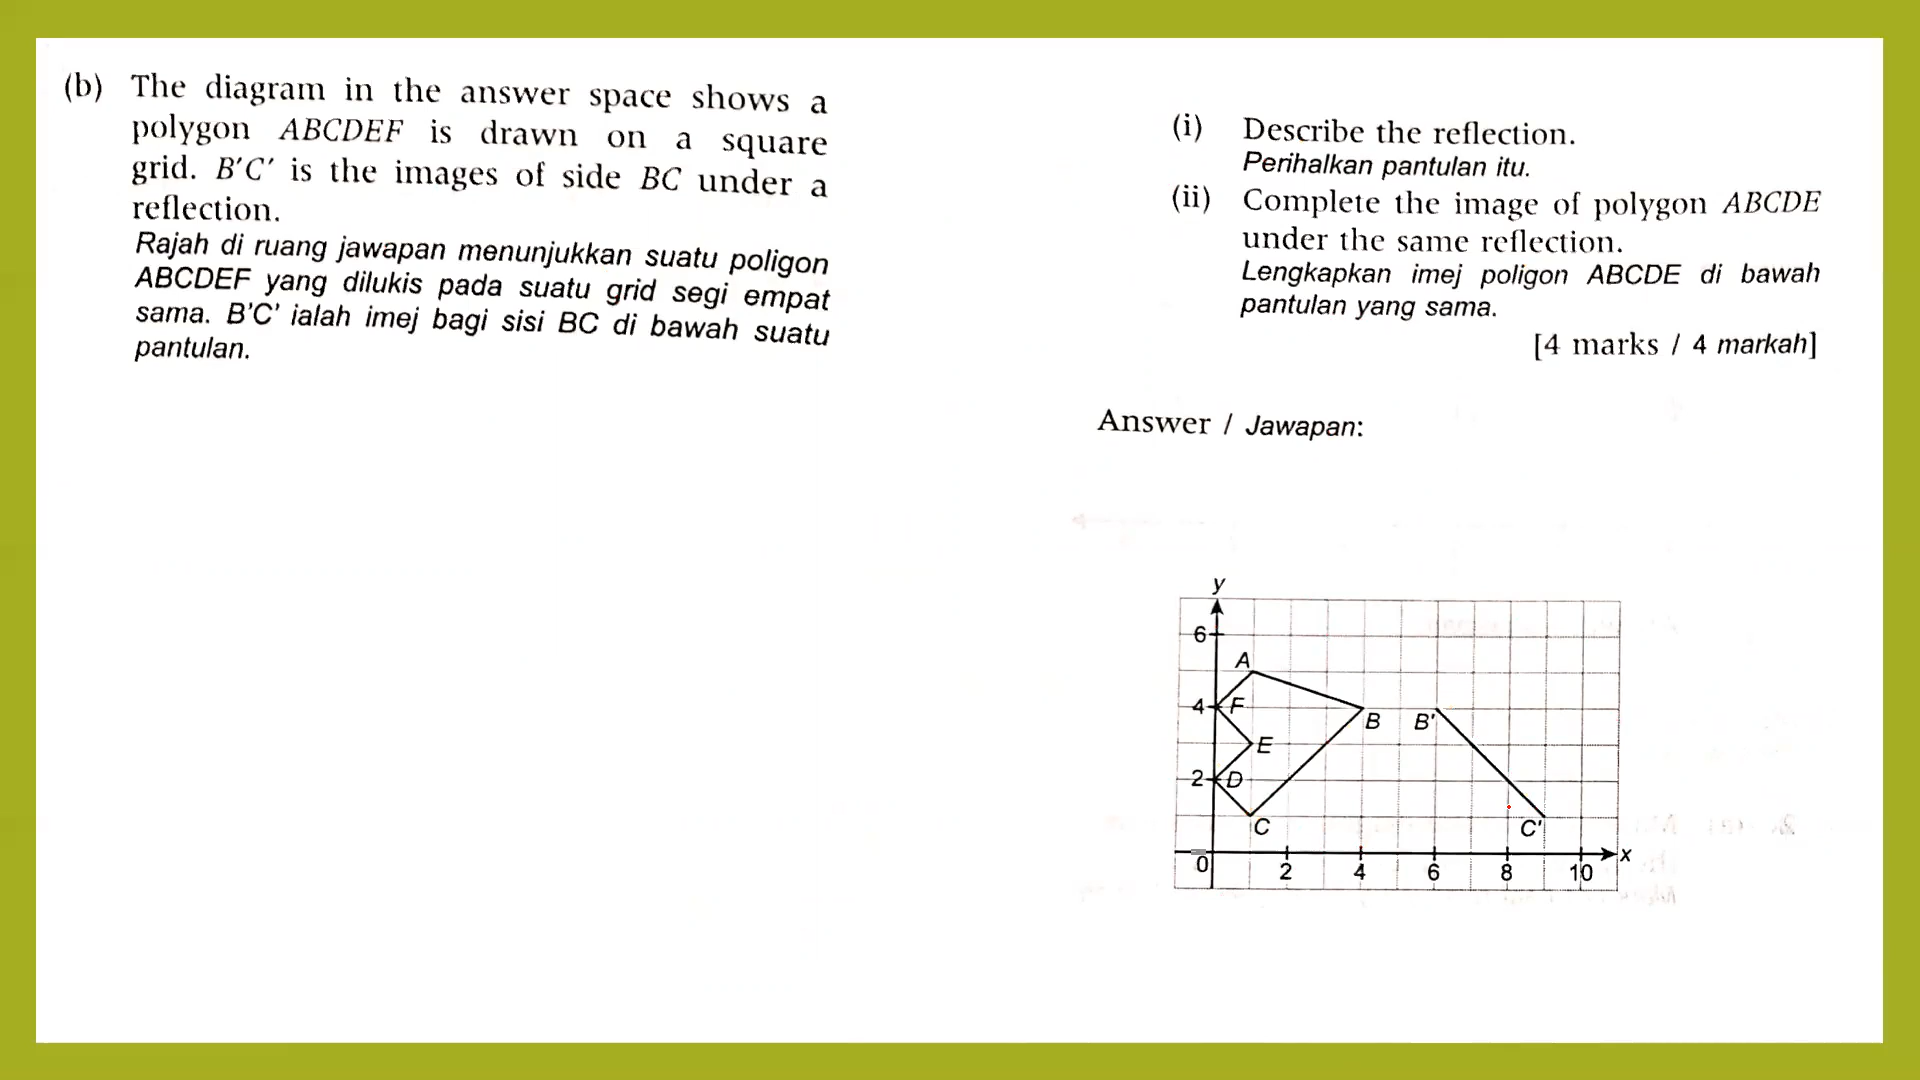 (b) The diagram in the answer space shows a
polygon ABCDEF is drawn on a square
grid. B'C' is the images of side BC under a
reflection.
Rajah di ruang jawapan menunjukkan suatu poligon
ABCDEF yang dilukis pada suatu grid segi empat
sama. B'C' ialah imej bagi sisi BC di bawah suatu
pantulan.
(i) Describe the reflection.
Perihalkan pantulan itu.
(ii) Complete the image of polygon ABCDE
under the same reflection.
Lengkapkan imej poligon ABCDE di bawah
pantulan yang sama.
[4 marks / 4 markah]
Answer / Jawapan:
y
6
A
4 F
B B'
E
2 D
C C'
x
0 2 4 6 8 10